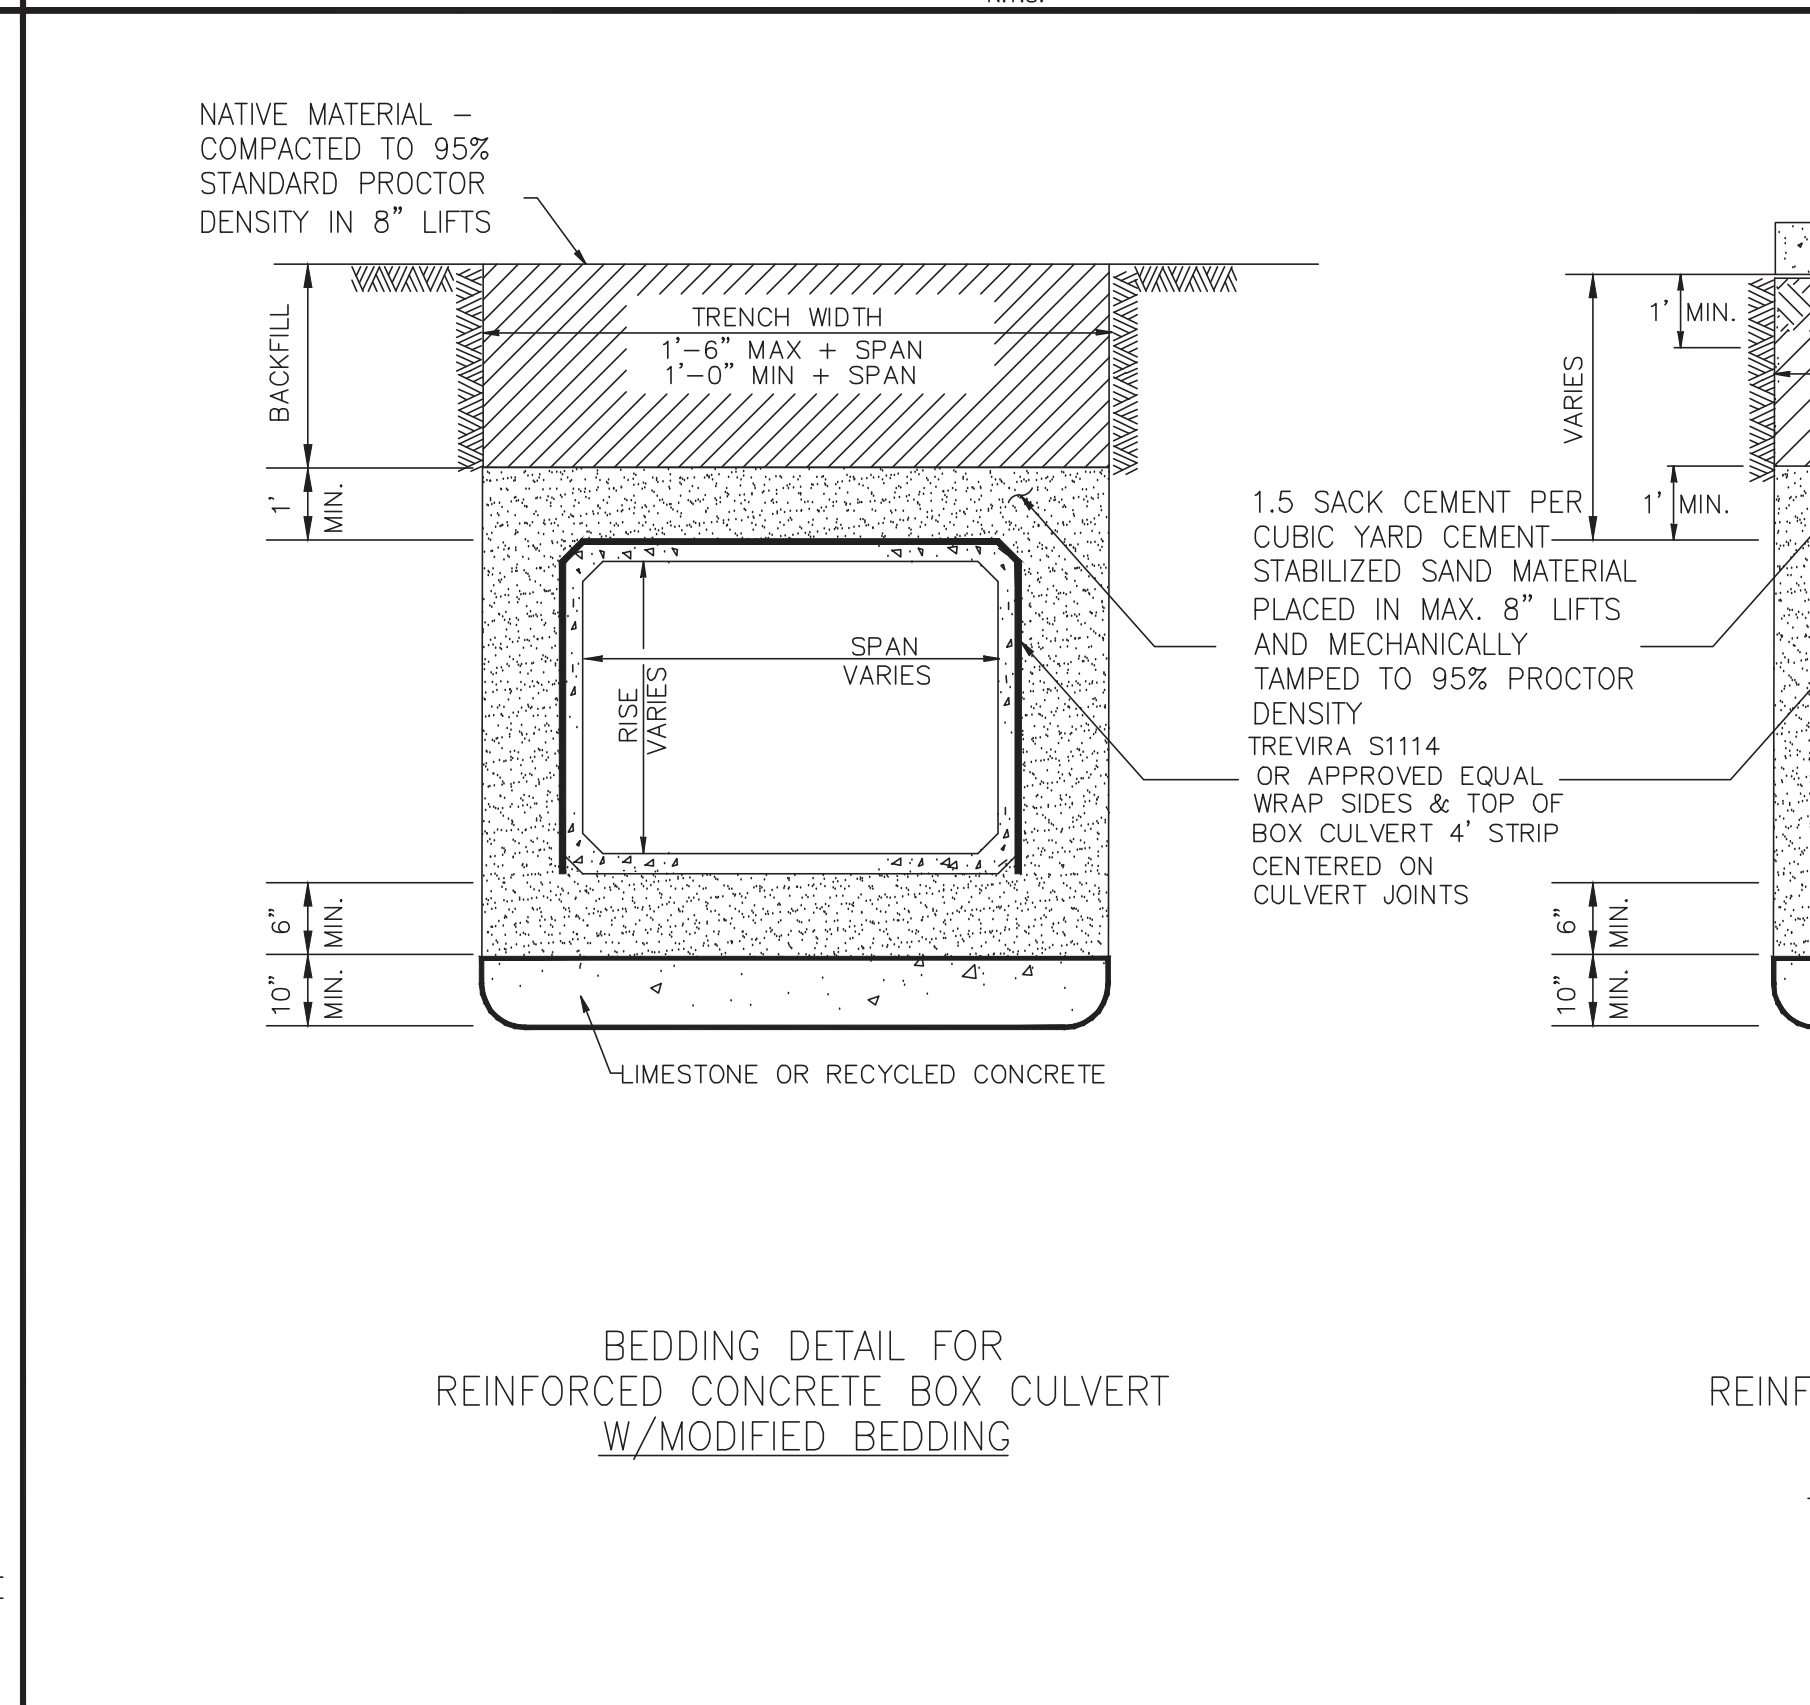 NATIVE MATERIAL –
COMPACTED TO 95%
STANDARD PROCTOR
DENSITY IN 8” LIFTS
BACKFILL
TRENCH WIDTH
1’–6” MAX + SPAN
1’–0” MIN + SPAN
1’
MIN.
SPAN
VARIES
RISE
VARIES
6”
MIN.
10”
MIN.
LIMESTONE OR RECYCLED CONCRETE
1.5 SACK CEMENT PER
CUBIC YARD CEMENT
STABILIZED SAND MATERIAL
PLACED IN MAX. 8” LIFTS
AND MECHANICALLY
TAMPED TO 95% PROCTOR
DENSITY
TREVIRA S1114
OR APPROVED EQUAL
WRAP SIDES & TOP OF
BOX CULVERT 4’ STRIP
CENTERED ON
CULVERT JOINTS
VARIES
1’ MIN.
1’ MIN.
6”
MIN.
10”
MIN.
BEDDING DETAIL FOR
REINFORCED CONCRETE BOX CULVERT
W/MODIFIED BEDDING
REINF